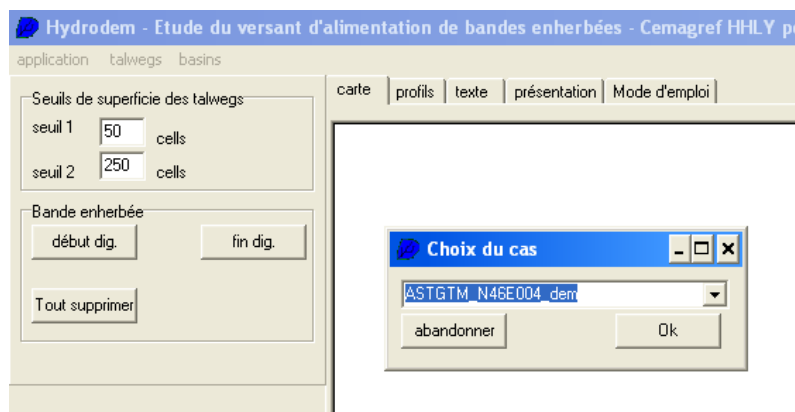 Hydrodem - Etude du versant d'alimentation de bandes enherbées - Cemagref HHLY
application talwegs basins
carte profils texte présentation Mode d'emploi
Seuils de superficie des talwegs
seuil 1 50 cells
seuil 2 250 cells
Bande enherbée
début dig. fin dig.
Tout supprimer
Choix du cas
ASTGTM_N46E004_dem
abandonner Ok